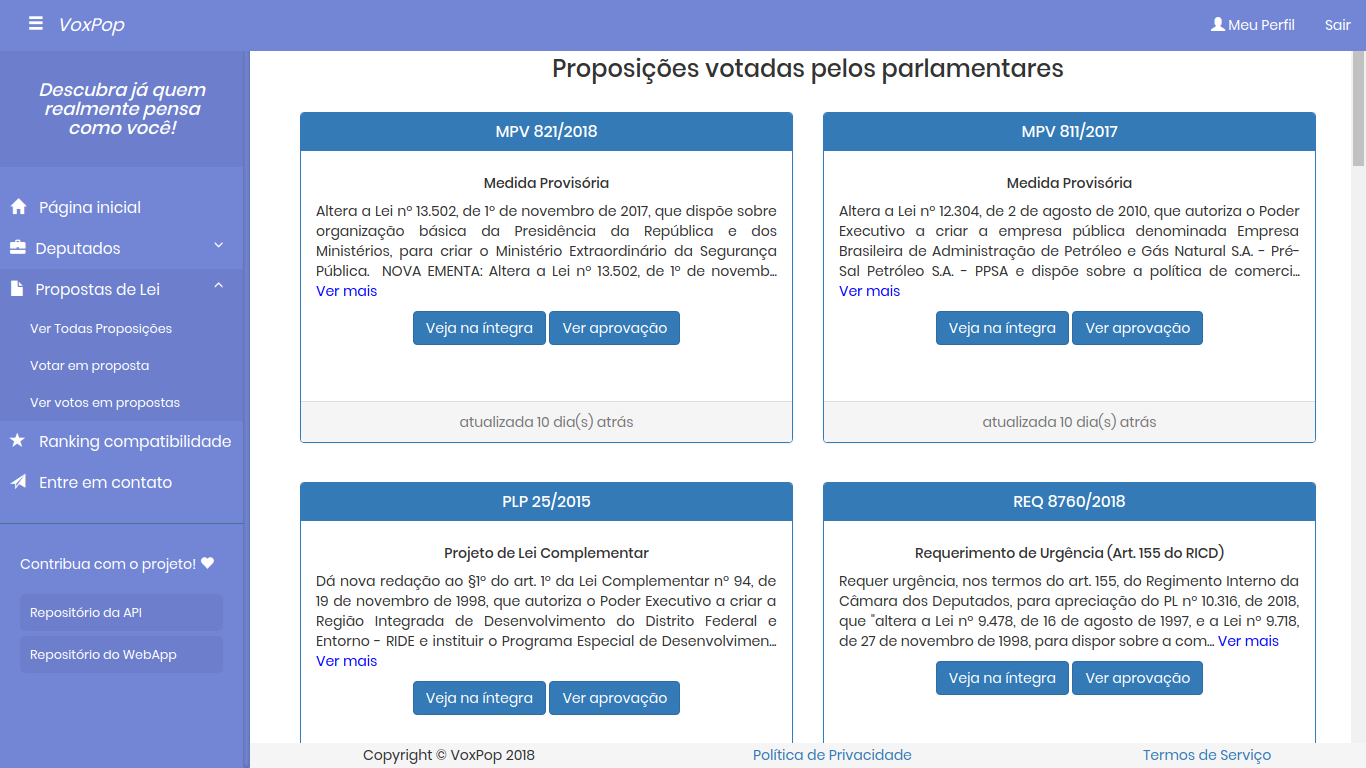 VoxPop
Meu Perfil
Sair
Descubra já quem
realmente pensa
como você!
Página inicial
Deputados
Propostas de Lei
Ver Todas Proposições
Votar em proposta
Ver votos em propostas
Ranking compatibilidade
Entre em contato
Contribua com o projeto!
Repositório da API
Repositório do WebApp
Proposições votadas pelos parlamentares
MPV 821/2018
Medida Provisória
Altera a Lei nº 13.502, de 1º de novembro de 2017, que dispõe sobre
organização básica da Presidência da República e dos
Ministérios, para criar o Ministério Extraordinário da Segurança
Pública. NOVA EMENTA: Altera a Lei nº 13.502, de 1º de novemb...
Ver mais
Veja na íntegra
Ver aprovação
atualizada 10 dia(s) atrás
MPV 811/2017
Medida Provisória
Altera a Lei nº 12.304, de 2 de agosto de 2010, que autoriza o Poder
Executivo a criar a empresa pública denominada Empresa
Brasileira de Administração de Petróleo e Gás Natural S.A. - Pré-
Sal Petróleo S.A. - PPSA e dispõe sobre a política de comerci...
Ver mais
Veja na íntegra
Ver aprovação
atualizada 10 dia(s) atrás
PLP 25/2015
Projeto de Lei Complementar
Dá nova redação ao §1º do art. 1º da Lei Complementar nº 94, de
19 de novembro de 1998, que autoriza o Poder Executivo a criar a
Região Integrada de Desenvolvimento do Distrito Federal e
Entorno - RIDE e instituir o Programa Especial de Desenvolvimen...
Ver mais
Veja na íntegra
Ver aprovação
REQ 8760/2018
Requerimento de Urgência (Art. 155 do RICD)
Requer urgência, nos termos do art. 155, do Regimento Interno da
Câmara dos Deputados, para apreciação do PL nº 10.316, de 2018,
que "altera a Lei nº 9.478, de 16 de agosto de 1997, e a Lei nº 9.718,
de 27 de novembro de 1998, para dispor sobre a com... Ver mais
Veja na íntegra
Ver aprovação
Copyright © VoxPop 2018
Política de Privacidade
Termos de Serviço